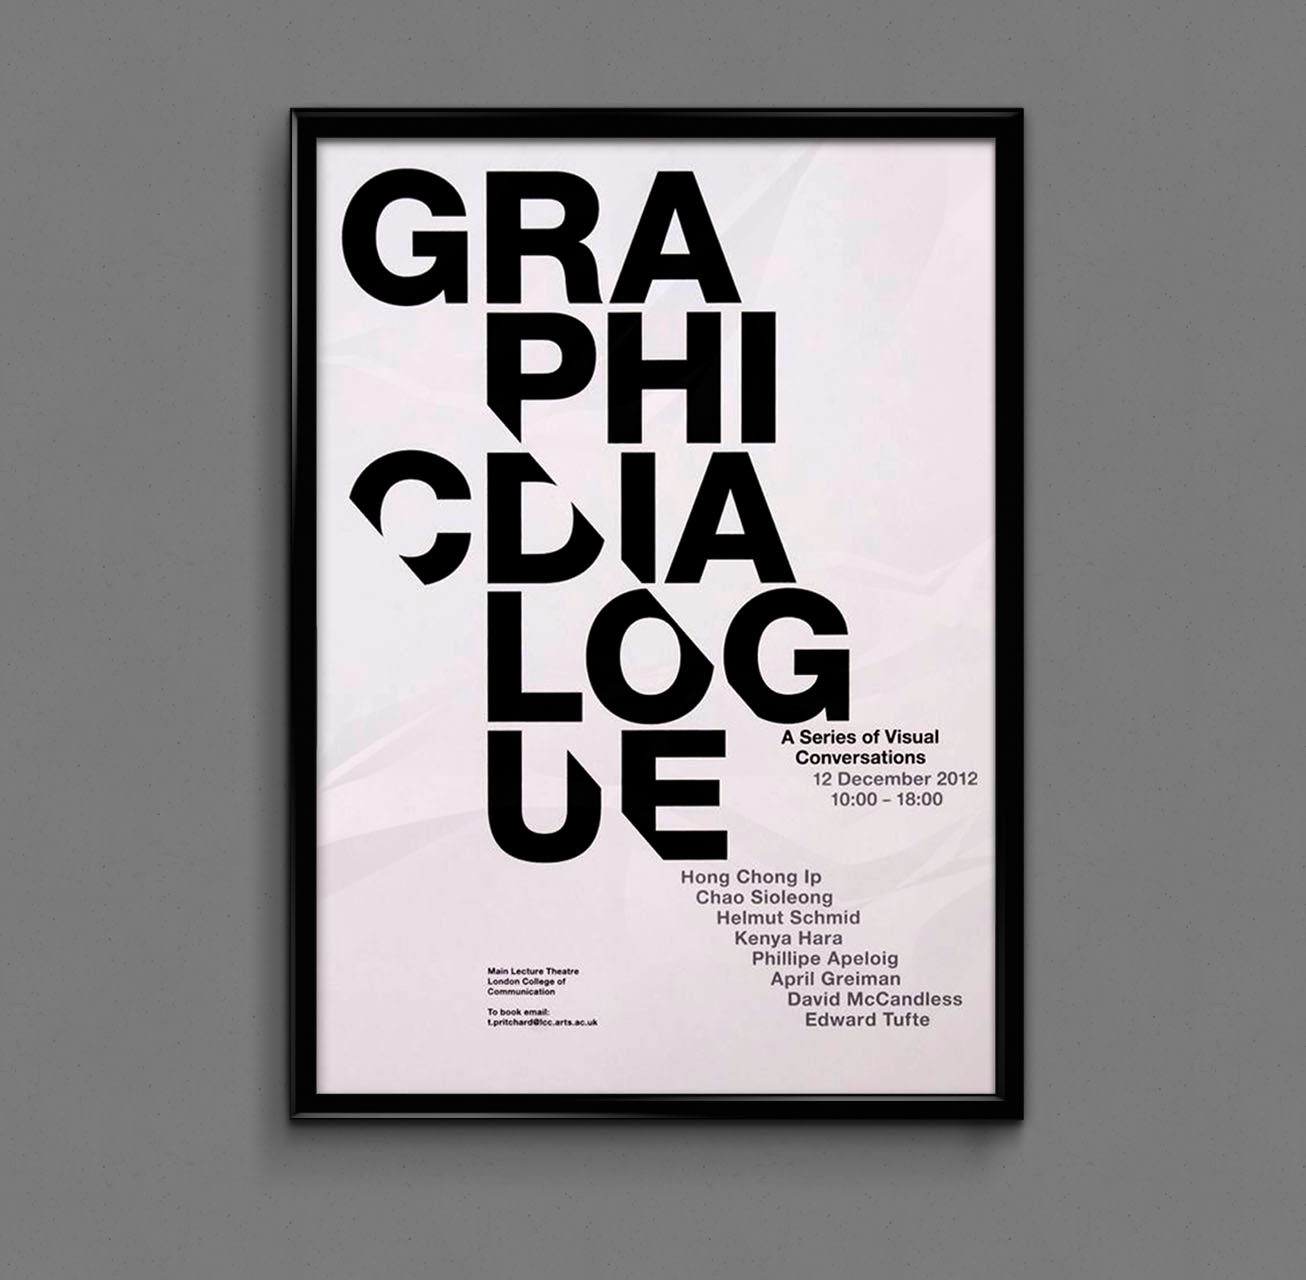 GRA
PHI
CDIA
LOG
UE
A Series of Visual
Conversations
12 December 2012
10:00 – 18:00
Hong Chong Ip
Chao Sioleong
Helmut Schmid
Kenya Hara
Phillipe Apeloig
April Greiman
David McCandless
Edward Tufte
Main Lecture Theatre
London College of
Communication
To book email:
t.pritchard@lcc.arts.ac.uk